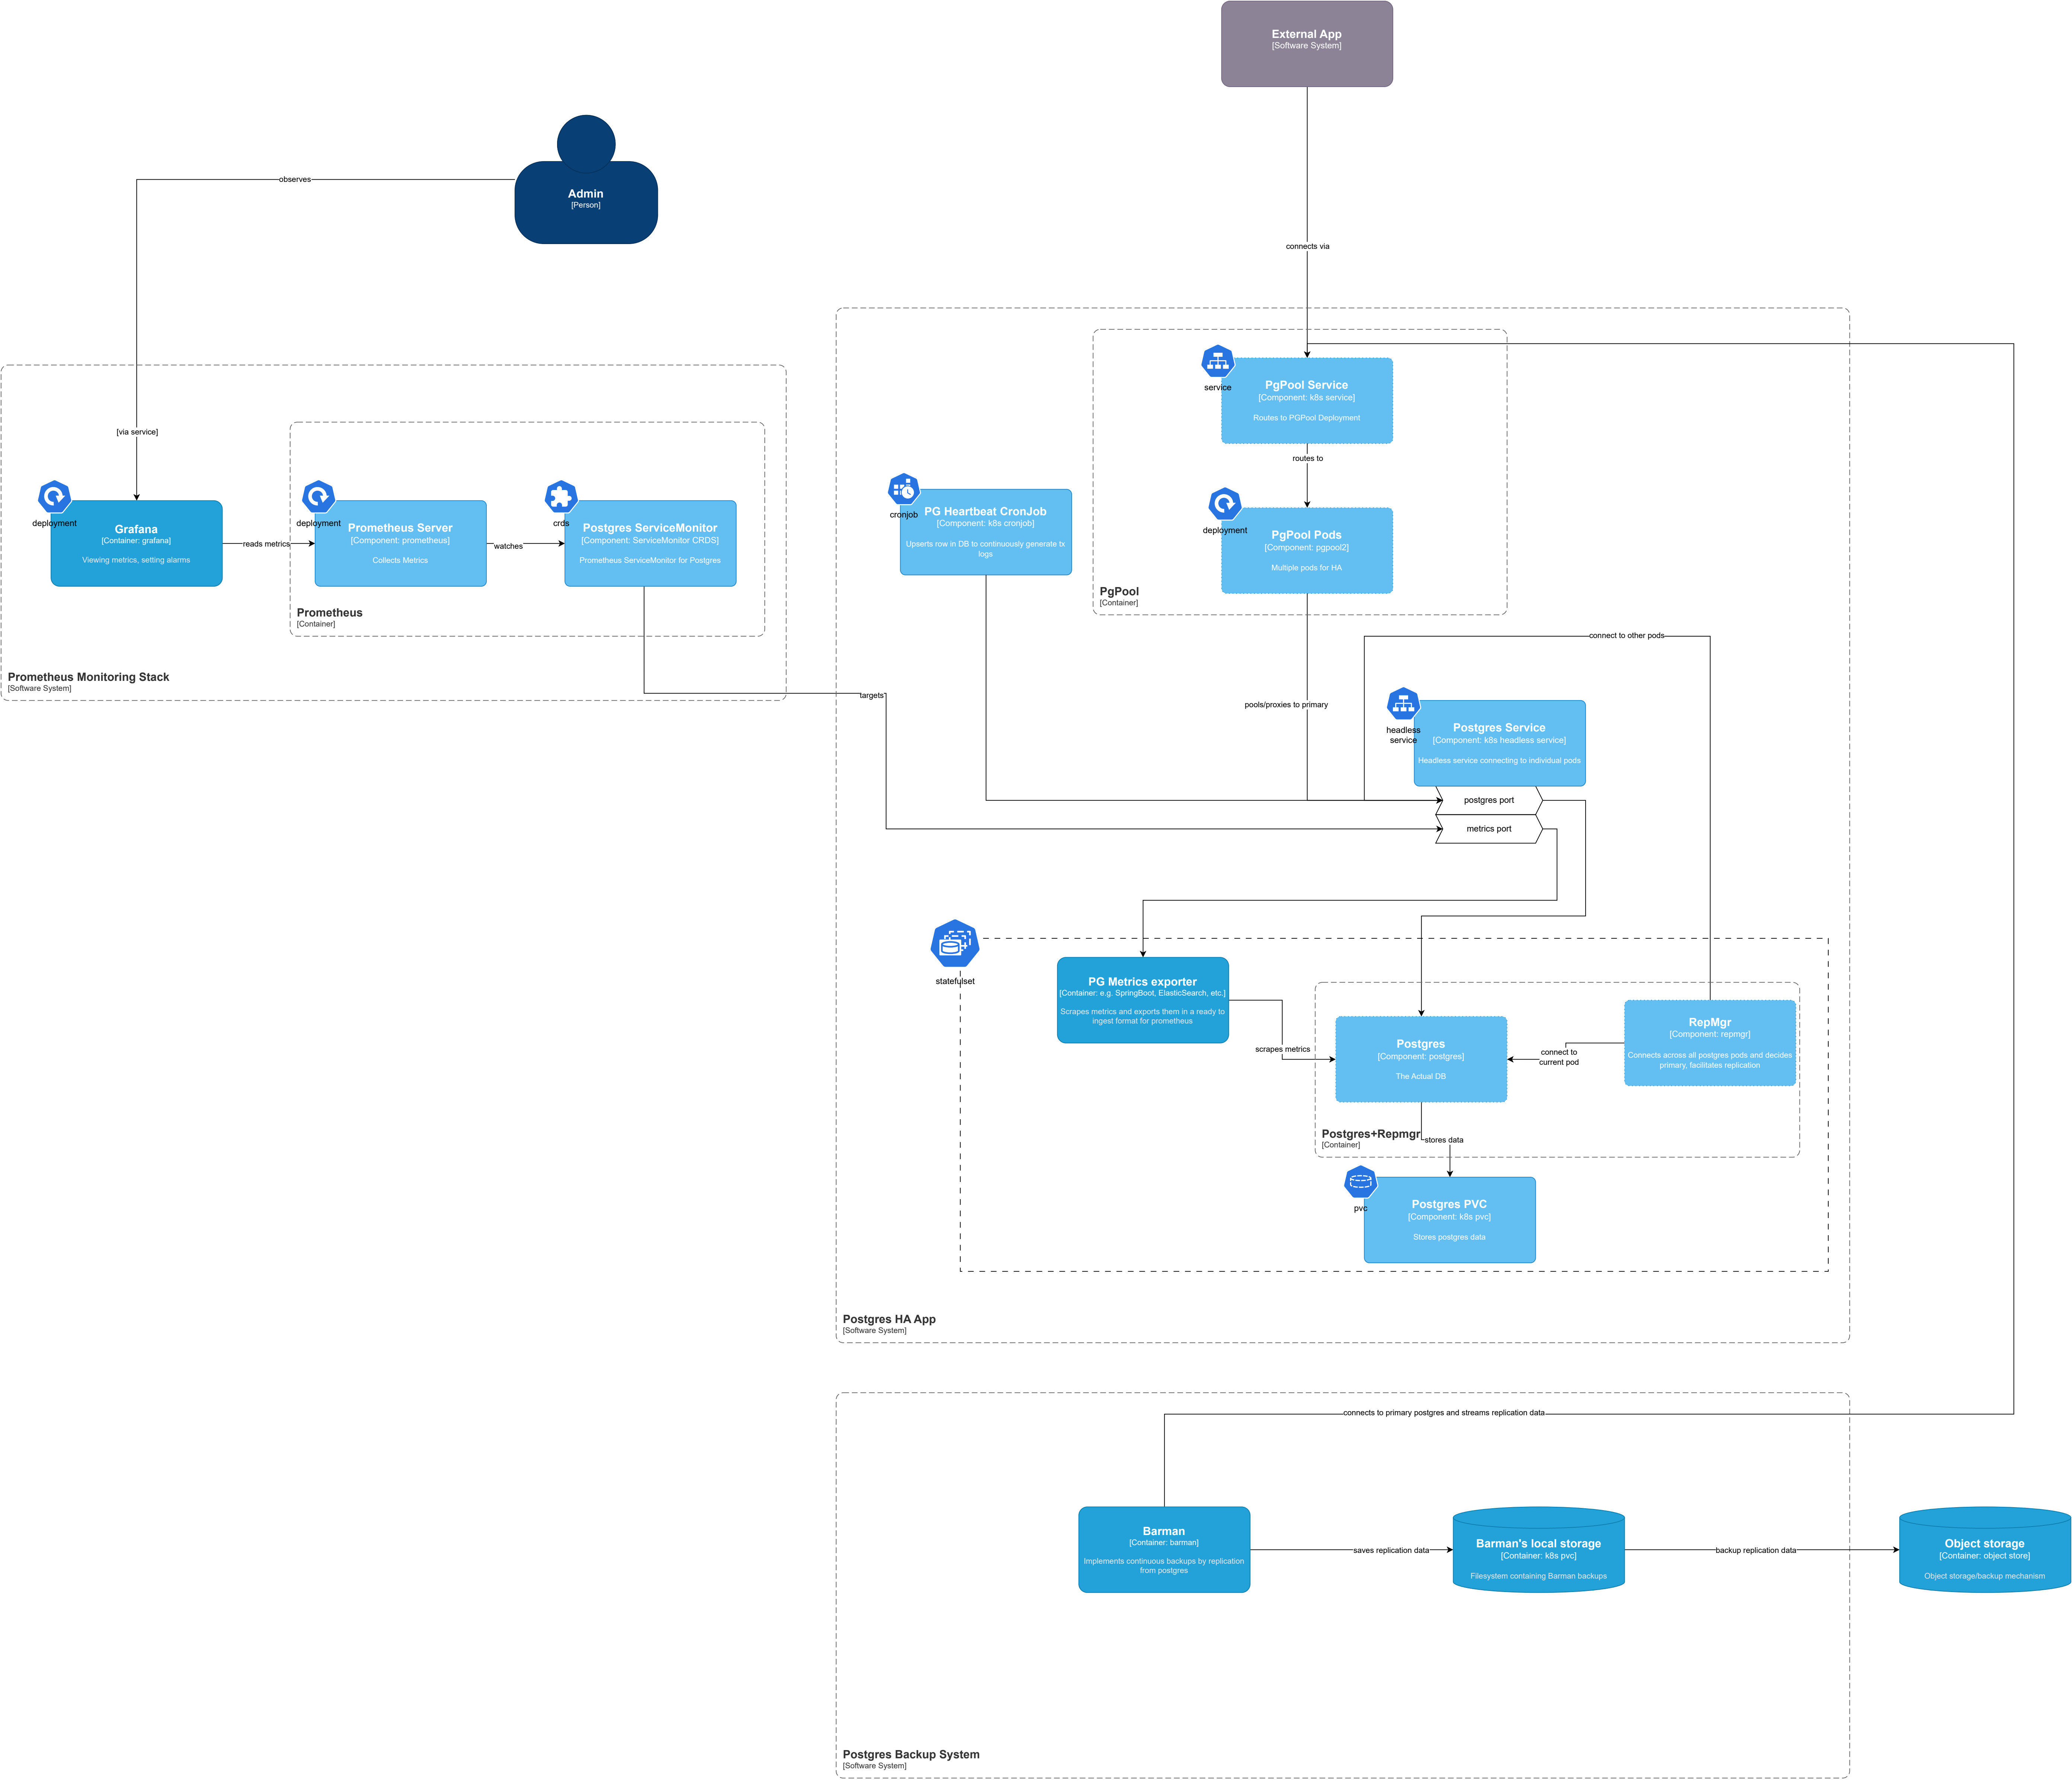 External App
[Software System]
Admin
[Person]
observes
connects via
[via service]
deployment
Grafana
[Container: grafana]
Viewing metrics, setting alarms
reads metrics
deployment
Prometheus Server
[Component: prometheus]
Collects Metrics
watches
crds
Postgres ServiceMonitor
[Component: ServiceMonitor CRDS]
Prometheus ServiceMonitor for Postgres
Prometheus
[Container]
Prometheus Monitoring Stack
[Software System]
targets
service
PgPool Service
[Component: k8s service]
Routes to PGPool Deployment
routes to
cronjob
PG Heartbeat CronJob
[Component: k8s cronjob]
Upserts row in DB to continuously generate tx
logs
deployment
PgPool Pods
[Component: pgpool2]
Multiple pods for HA
PgPool
[Container]
connect to other pods
pools/proxies to primary
headless
service
Postgres Service
[Component: k8s headless service]
Headless service connecting to individual pods
postgres port
metrics port
statefulset
PG Metrics exporter
[Container: e.g. SpringBoot, ElasticSearch, etc.]
Scrapes metrics and exports them in a ready to
ingest format for prometheus
scrapes metrics
Postgres
[Component: postgres]
The Actual DB
connect to
current pod
RepMgr
[Component: repmgr]
Connects across all postgres pods and decides
primary, facilitates replication
Postgres+Repmgr
[Container]
stores data
pvc
Postgres PVC
[Component: k8s pvc]
Stores postgres data
Postgres HA App
[Software System]
connects to primary postgres and streams replication data
Barman
[Container: barman]
Implements continuous backups by replication
from postgres
saves replication data
Barman's local storage
[Container: k8s pvc]
Filesystem containing Barman backups
backup replication data
Object storage
[Container: object store]
Object storage/backup mechanism
Postgres Backup System
[Software System]